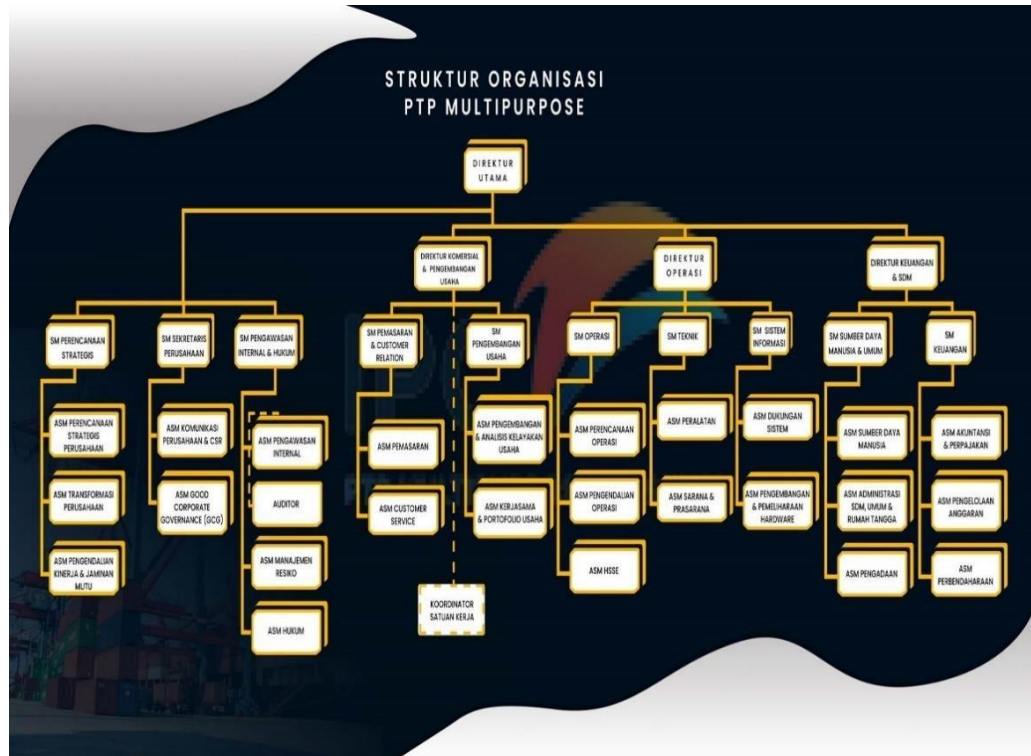 STRUKTUR ORGANISASI
PTP MULTIPURPOSE
DIREKTUR
UTAMA
DIREKTUR KOMERSIAL
& PENGEMBANGAN
USAHA
DIREKTUR
OPERASI
DIREKTUR KEUANGAN
& SDM
SM PERENCANAAN
STRATEGIS
SM SEKRETARIS
PERUSAHAAN
SM PENGAWASAN
INTERNAL & HUKUM
SM PEMASARAN
& CUSTOMER
RELATION
SM
PENGEMBANGAN
USAHA
SM OPERASI
SM TEKNIK
SM SISTEM
INFORMASI
SM SUMBER DAYA
MANUSIA & UMUM
SM
KEUANGAN
ASM PERENCANAAN
STRATEGIS
PERUSAHAAN
ASM TRANSFORMASI
PERUSAHAAN
ASM PENGENDALIAN
KINERJA & JAMINAN
MUTU
ASM KOMUNIKASI
PERUSAHAAN & CSR
ASM GOOD
CORPORATE
GOVERNANCE (GCG)
ASM PENGAWASAN
INTERNAL
AUDITOR
ASM MANAJEMEN
RESIKO
ASM HUKUM
ASM PEMASARAN
ASM CUSTOMER
SERVICE
KOORDINATOR
SATUAN KERJA
ASM PENGEMBANGAN
& ANALISIS KELAYAKAN
USAHA
ASM KERJASAMA
& PORTOFOLIO USAHA
ASM PERENCANAAN
OPERASI
ASM PENGENDALIAN
OPERASI
ASM HSSE
ASM PERALATAN
ASM SARANA &
PRASARANA
ASM DUKUNGAN
SISTEM
ASM PENGEMBANGAN
& PEMELIHARAAN
HARDWARE
ASM SUMBER DAYA
MANUSIA
ASM ADMINISTRASI
SDM, UMUM &
RUMAH TANGGA
ASM PENGADAAN
ASM AKUNTANSI
& PERPAJAKAN
ASM PENGELOLAAN
ANGGARAN
ASM
PERBENDAHARAAN